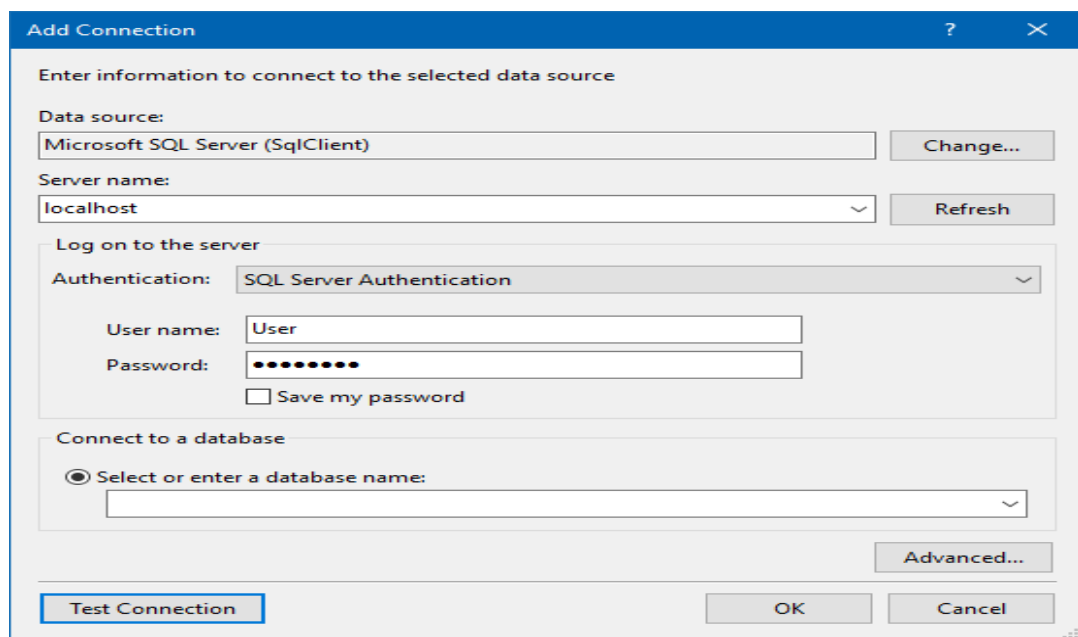 Add Connection ?
Enter information to connect to the selected data source
Data source:
Microsoft SQL Server (SqlClient) Change...
Server name:
localhost Refresh
Log on to the server
Authentication: SQL Server Authentication
User name: User
Password: ●●●●●●●●
Save my password
Connect to a database
Select or enter a database name:
Advanced...
Test Connection OK Cancel